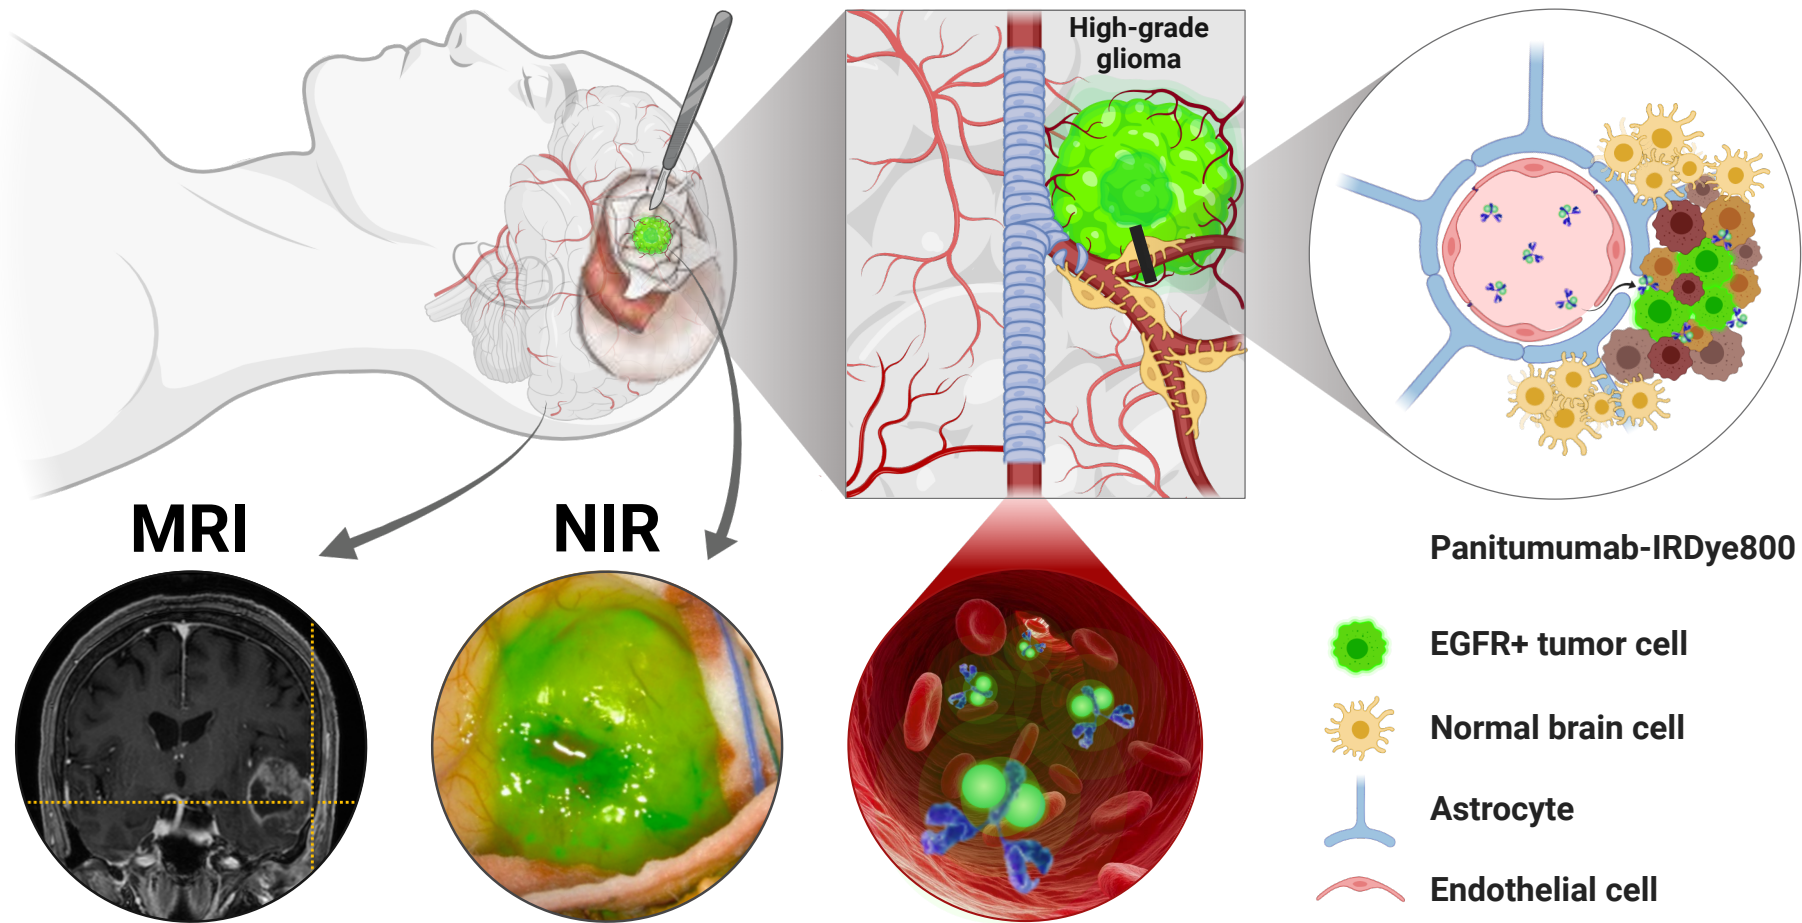 High-grade
glioma
MRI
NIR
Panitumumab-IRDye800
EGFR+ tumor cell
Normal brain cell
Astrocyte
Endothelial cell